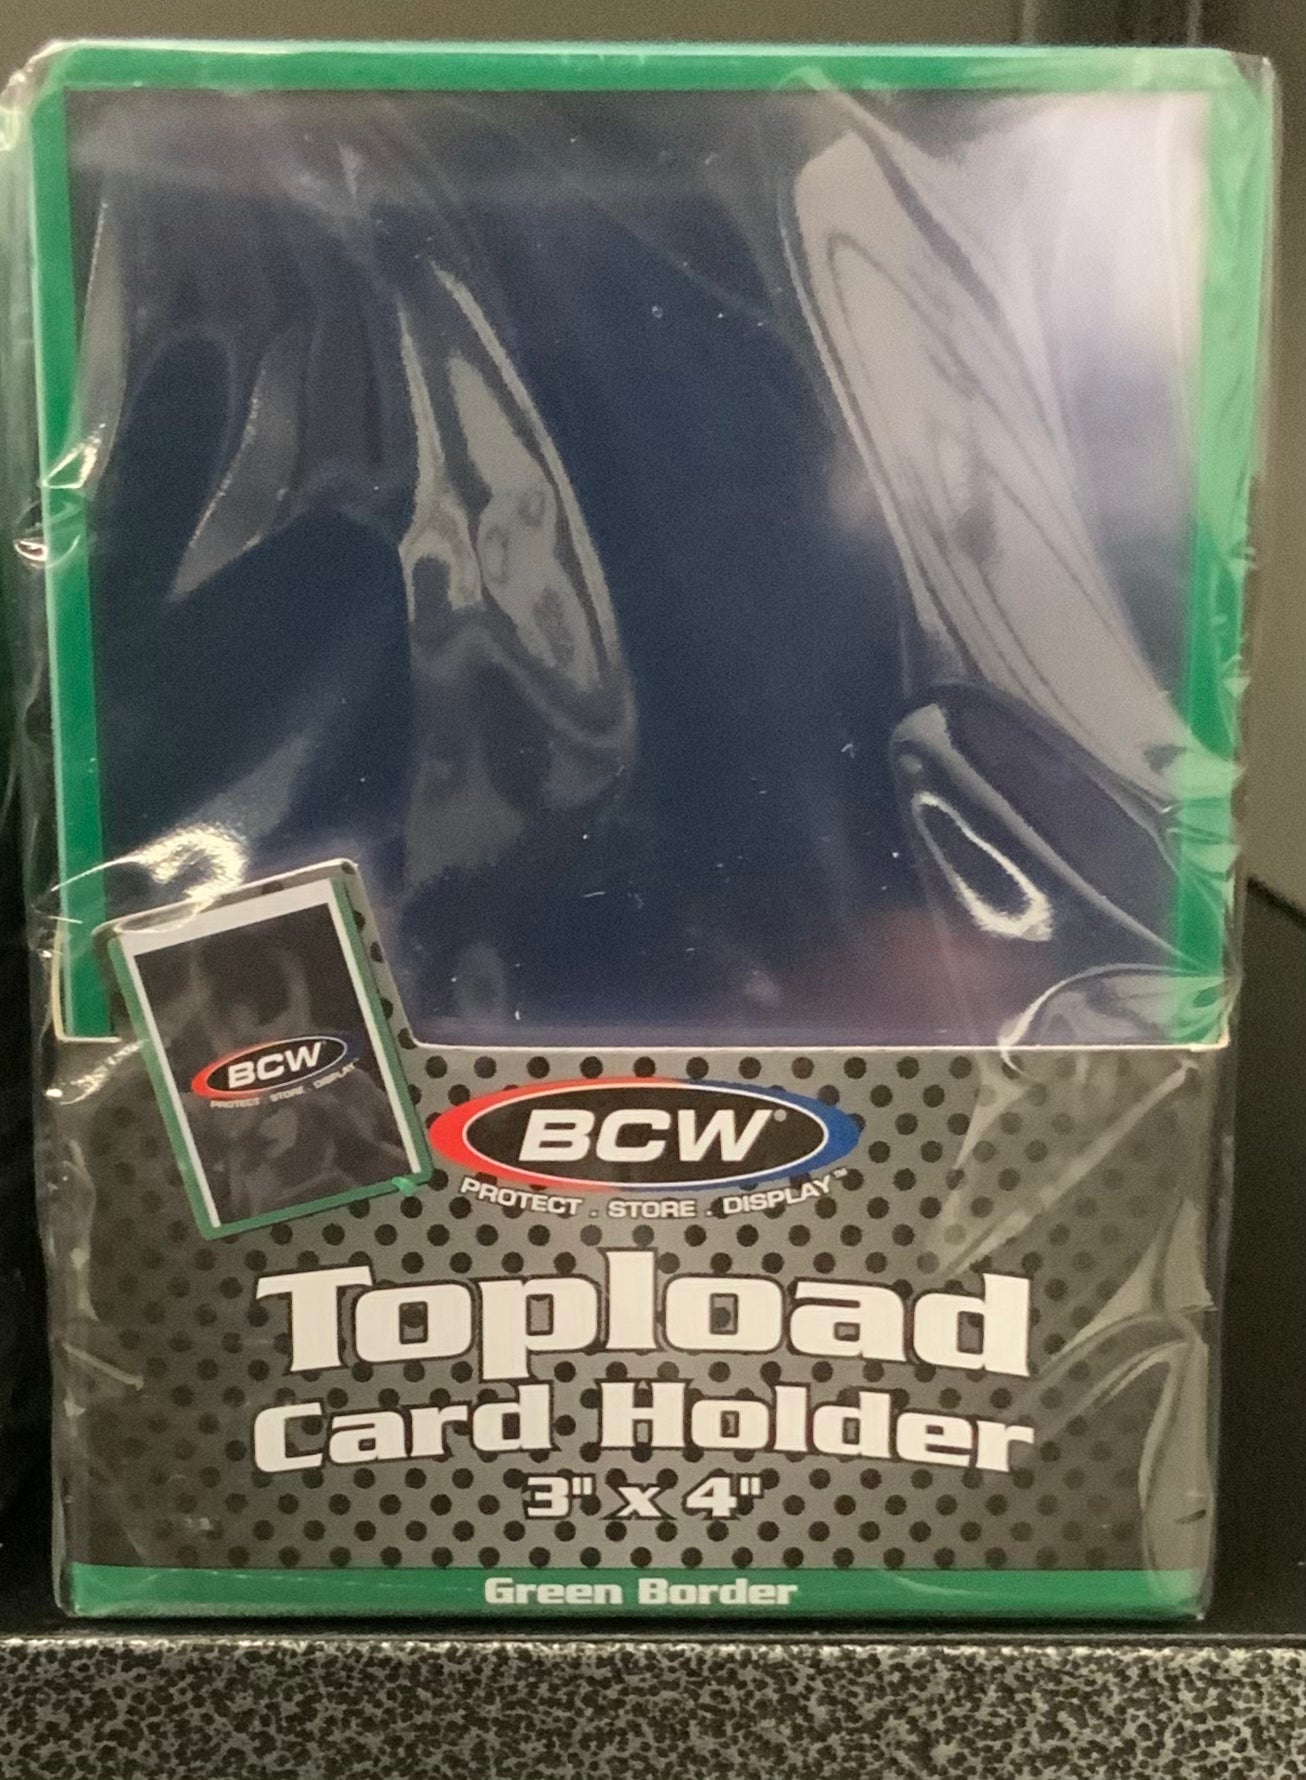 BCW
PROTECT . STORE . DISPLAY
BCW®
PROTECT . STORE . DISPLAY™
Topload
Card Holder
3" x 4"
Green Border